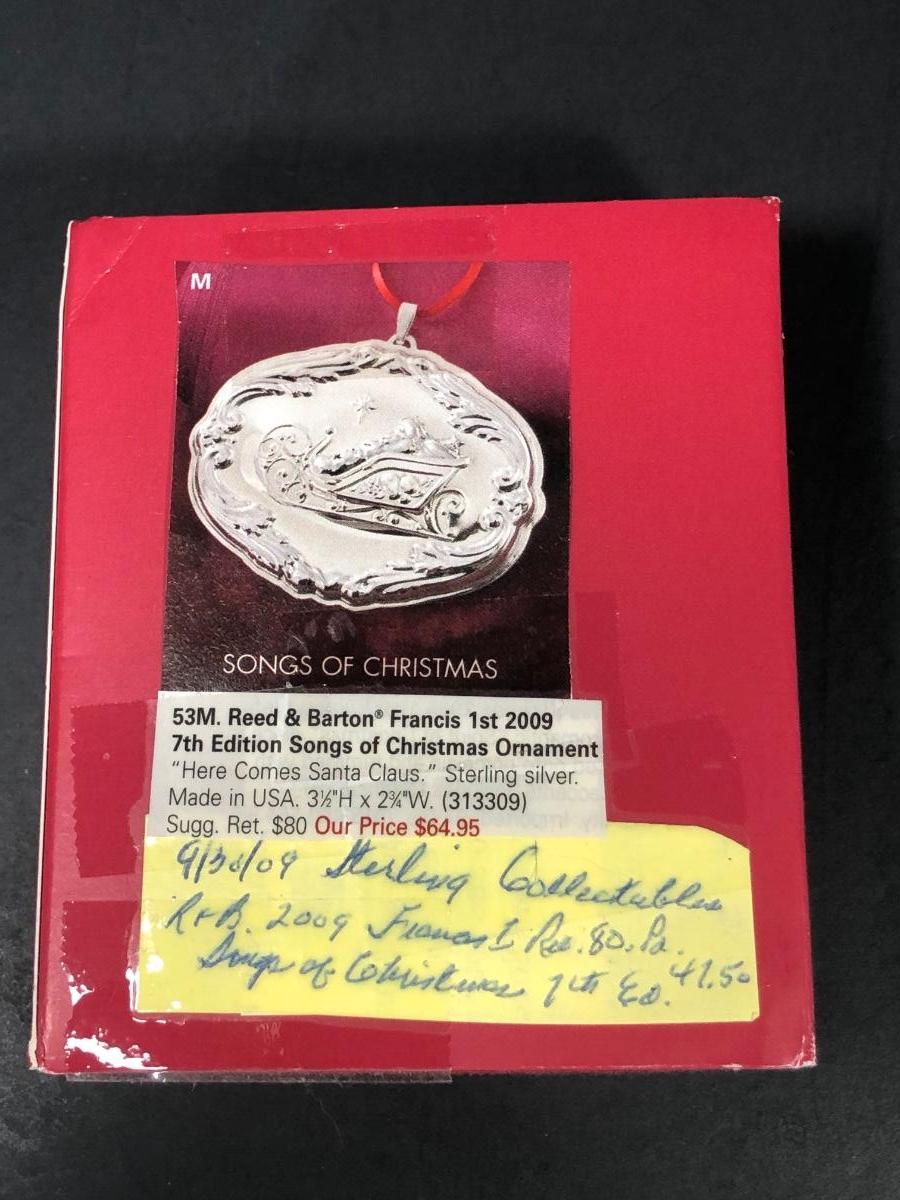 M
SONGS OF CHRISTMAS
53M. Reed & Barton® Francis 1st 2009
7th Edition Songs of Christmas Ornament
"Here Comes Santa Claus." Sterling silver.
Made in USA. 3½"H x 2¾"W. (313309)
Sugg. Ret. $80 Our Price $64.95
9/30/09 Sterling Collectables
R+B. 2009 Francis I Ret. 80. Pd.
Songs of Christmas 7th Ed. 41.50